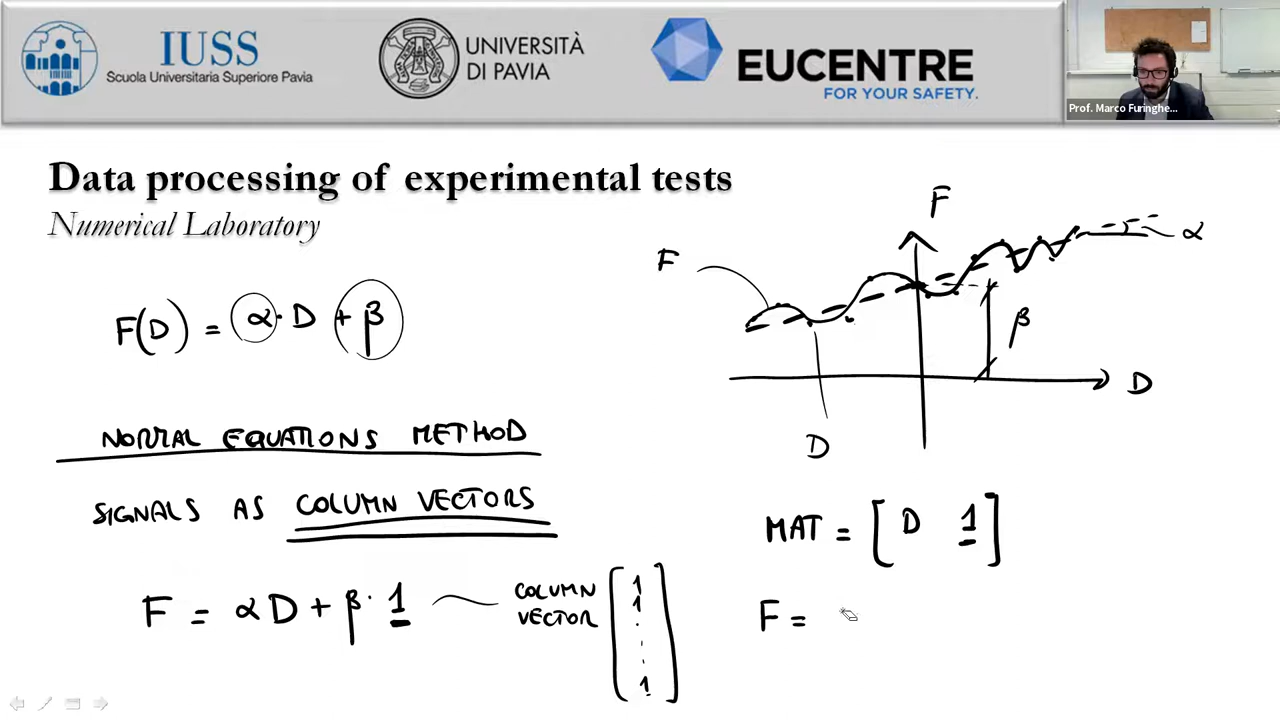 IUSS
Scuola Universitaria Superiore Pavia
UNIVERSITÀ
DI PAVIA
EUCENTRE
FOR YOUR SAFETY.
Prof. Marco Furinghe...
Data processing of experimental tests
Numerical Laboratory
F(D) = α · D + β
F
F
α
β
D
D
NORMAL EQUATIONS METHOD
SIGNALS AS COLUMN VECTORS
MAT = [ D 1 ]
F = αD + β · 1
COLUMN
VECTOR
1
1
.
.
.
1
F =